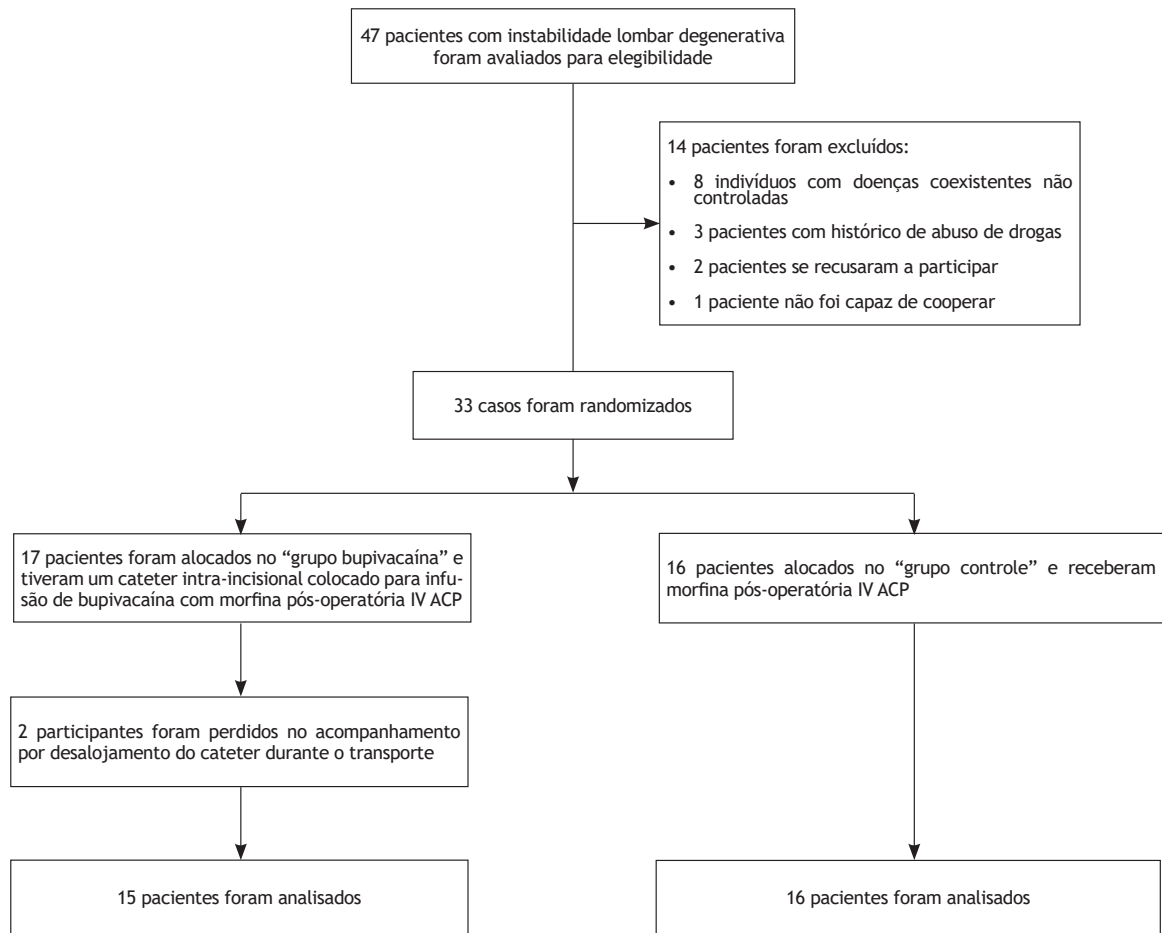 47 pacientes com instabilidade lombar degenerativa
foram avaliados para elegibilidade
14 pacientes foram excluídos:
• 8 indivíduos com doenças coexistentes não
controladas
• 3 pacientes com histórico de abuso de drogas
• 2 pacientes se recusaram a participar
• 1 paciente não foi capaz de cooperar
33 casos foram randomizados
17 pacientes foram alocados no “grupo bupivacaína” e
tiveram um cateter intra-incisional colocado para infu-
são de bupivacaína com morfina pós-operatória IV ACP
16 pacientes alocados no “grupo controle” e receberam
morfina pós-operatória IV ACP
2 participantes foram perdidos no acompanhamento
por desalojamento do cateter durante o transporte
15 pacientes foram analisados
16 pacientes foram analisados